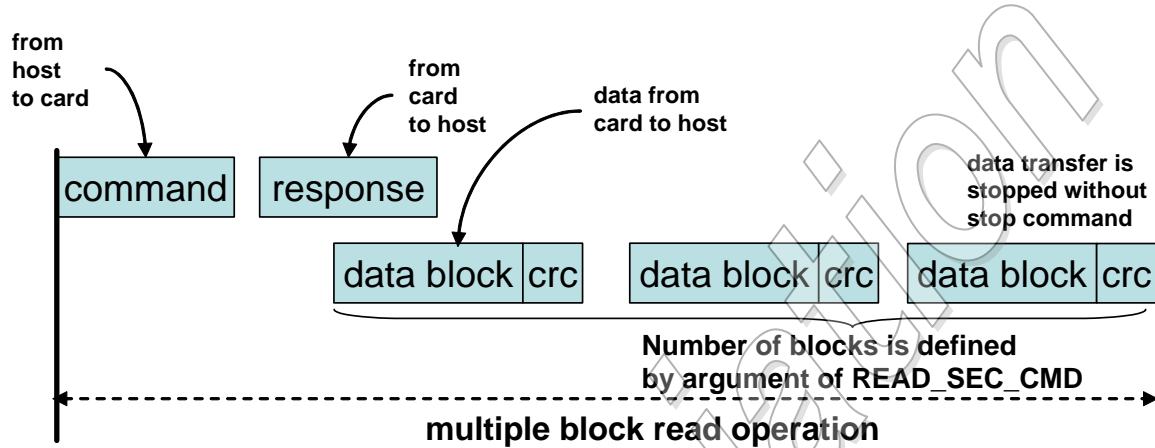 from
host
to card
from
card
to host
data from
card to host
command
response
data transfer is
stopped without
stop command
data block
crc
data block
crc
data block
crc
Number of blocks is defined
by argument of READ_SEC_CMD
multiple block read operation